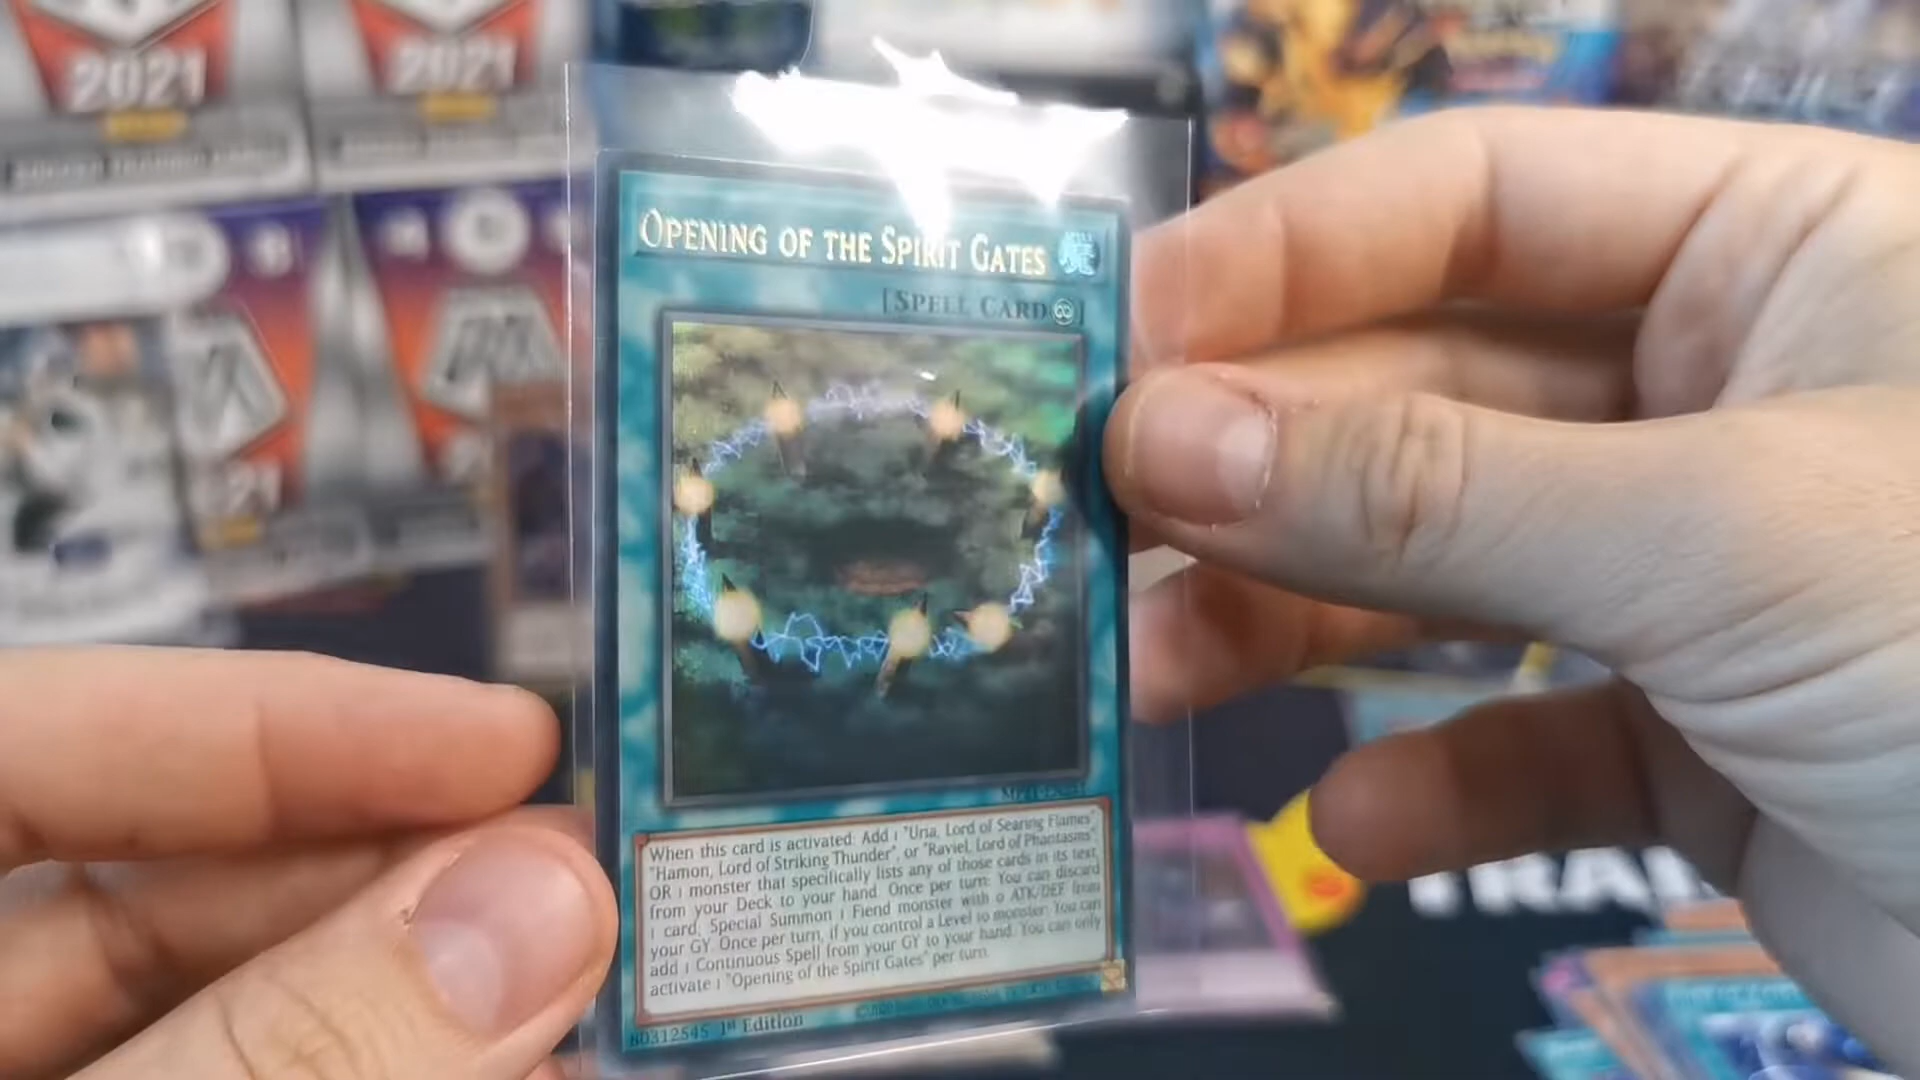 2021
2021
OPENING OF THE SPIRIT GATES
[SPELL CARD]
When this card is activated: Add 1 "Uria, Lord of Searing Flames",
"Hamon, Lord of Striking Thunder", or "Raviel, Lord of Phantasms",
OR 1 monster that specifically lists any of those cards in its text,
from your Deck to your hand. Once per turn: You can discard
1 card; Special Summon 1 Fiend monster with 0 ATK/DEF from
your GY. Once per turn, if you control a Level 10 monster: You can
add 1 Continuous Spell from your GY to your hand. You can only
activate 1 "Opening of the Spirit Gates" per turn.
80312545 1st Edition